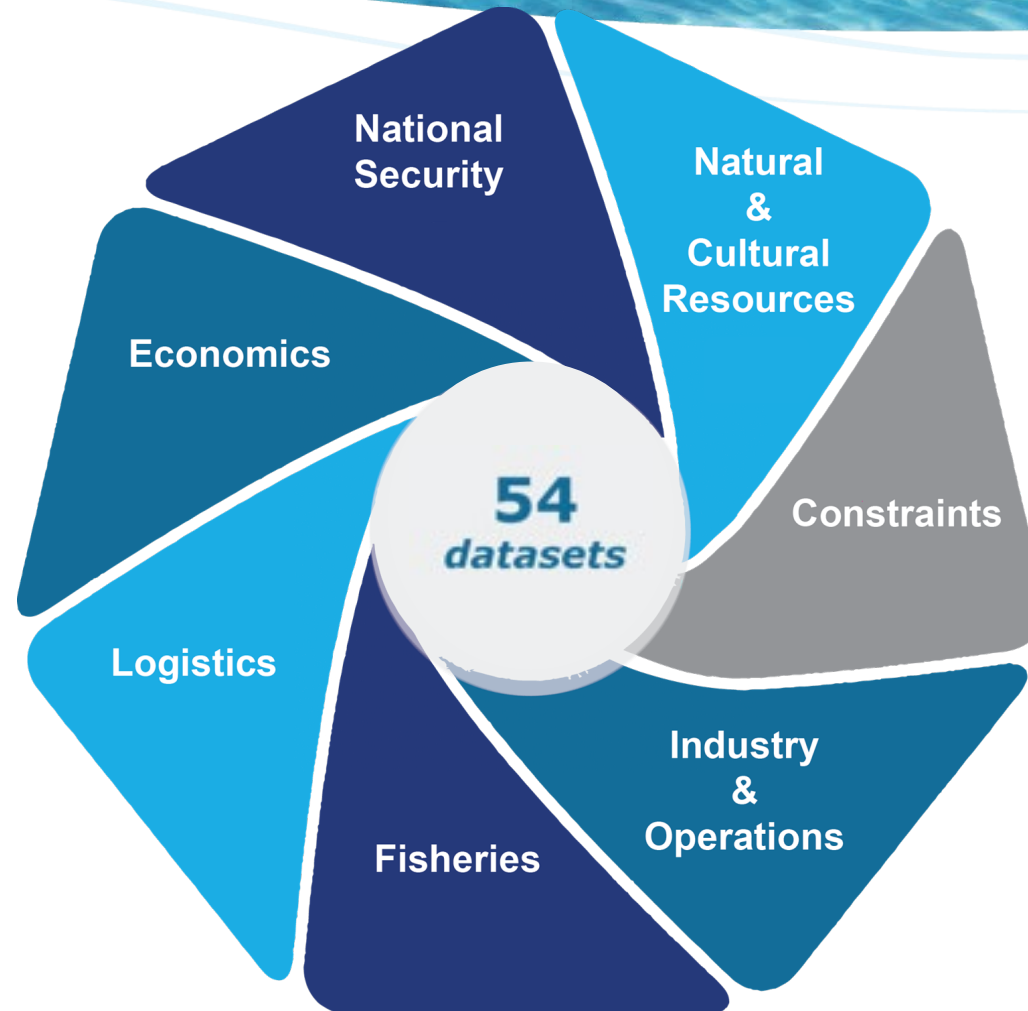 National
Security
Natural
&
Cultural
Resources
Economics
54
datasets
Constraints
Logistics
Industry
&
Operations
Fisheries